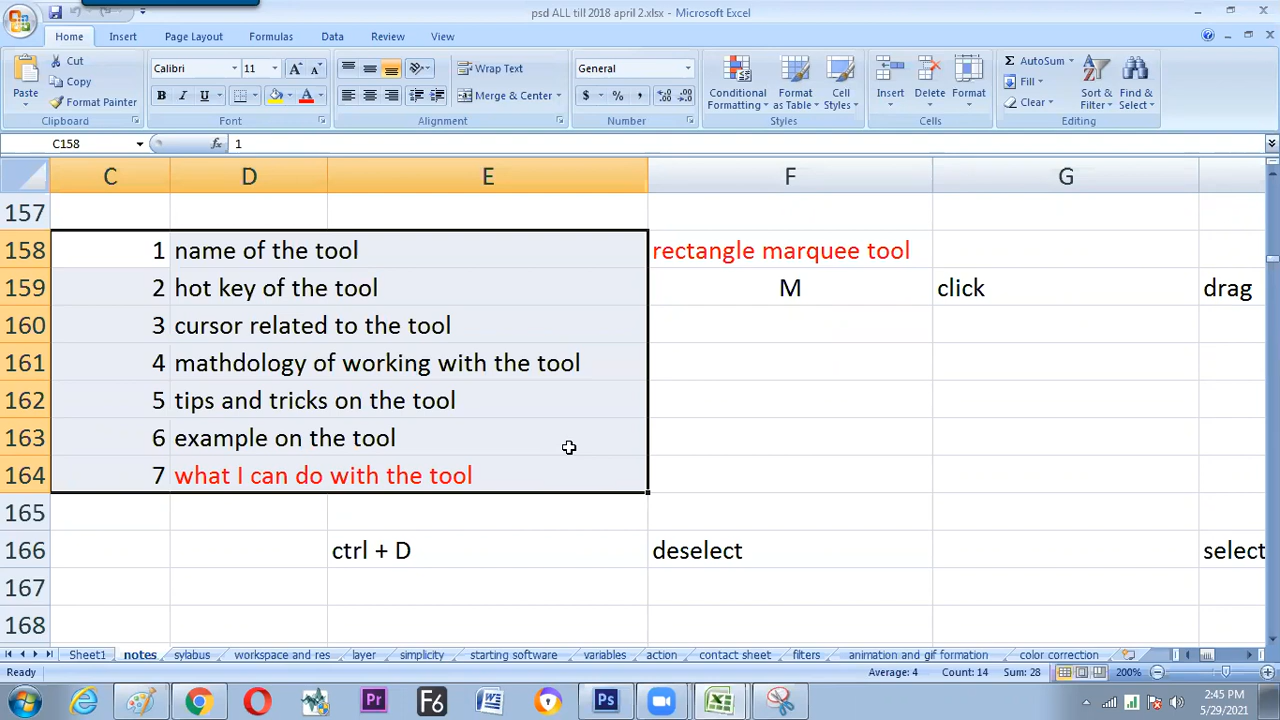 psd ALL till 2018 april 2.xlsx - Microsoft Excel
Home Insert Page Layout Formulas Data Review View
Cut Calibri 11 Wrap Text General AutoSum
Paste Copy Conditional Formatting Format as Table Cell Styles Insert Delete Format Fill Sort & Filter Find & Select
Format Painter Merge & Center $ % , Clear
Clipboard Font Alignment Number Styles Cells Editing
C158 fx 1
C D E F G
157
158 1 name of the tool rectangle marquee tool
159 2 hot key of the tool M click drag
160 3 cursor related to the tool
161 4 mathdology of working with the tool
162 5 tips and tricks on the tool
163 6 example on the tool
164 7 what I can do with the tool
165
166 ctrl + D deselect select
167
168
Sheet1 notes sylabus workspace and res layer simplicity starting software variables action contact sheet filters animation and gif formation color correction
Ready Average: 4 Count: 14 Sum: 28 200%
Pr F6 Ps 2:45 PM
5/29/2021